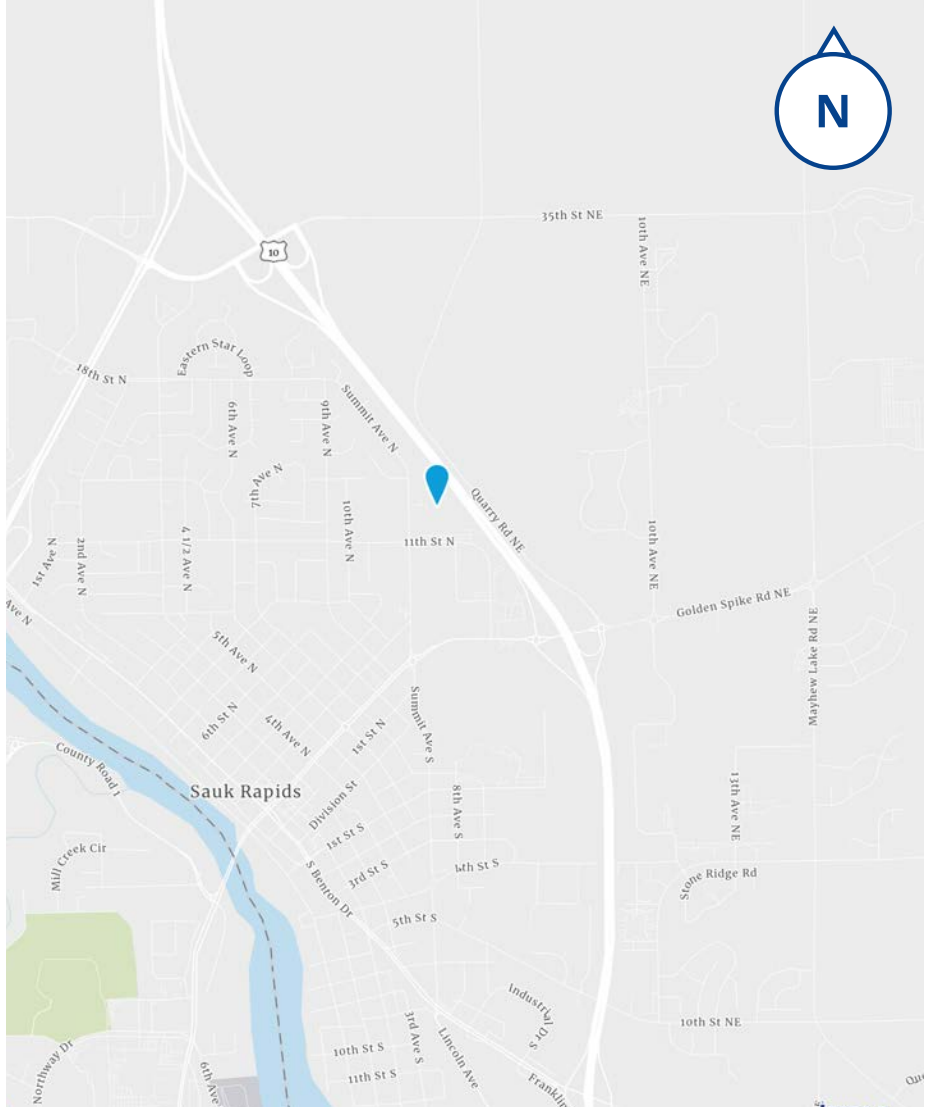 N
35th St NE
10th Ave NE
10
Eastern Star Loop
18th St N
Summit Ave N
6th Ave N
9th Ave N
7th Ave N
Quarry Rd NE
10th Ave N
11th St N
10th Ave NE
4 1/2 Ave N
2nd Ave N
1st Ave N
Golden Spike Rd NE
Ave N
Mayhew Lake Rd NE
5th Ave N
6th St N
4th Ave N
1st St N
Summit Ave S
County Road 1
Sauk Rapids
Division St
8th Ave S
13th Ave NE
1st St S
Mill Creek Cir
3rd St S
4th St S
Stone Ridge Rd
S Benton Dr
5th St S
Industrial Dr S
10th St NE
3rd Ave S
Lincoln Ave
10th St S
Northway Dr
6th Ave
11th St S
Franklin